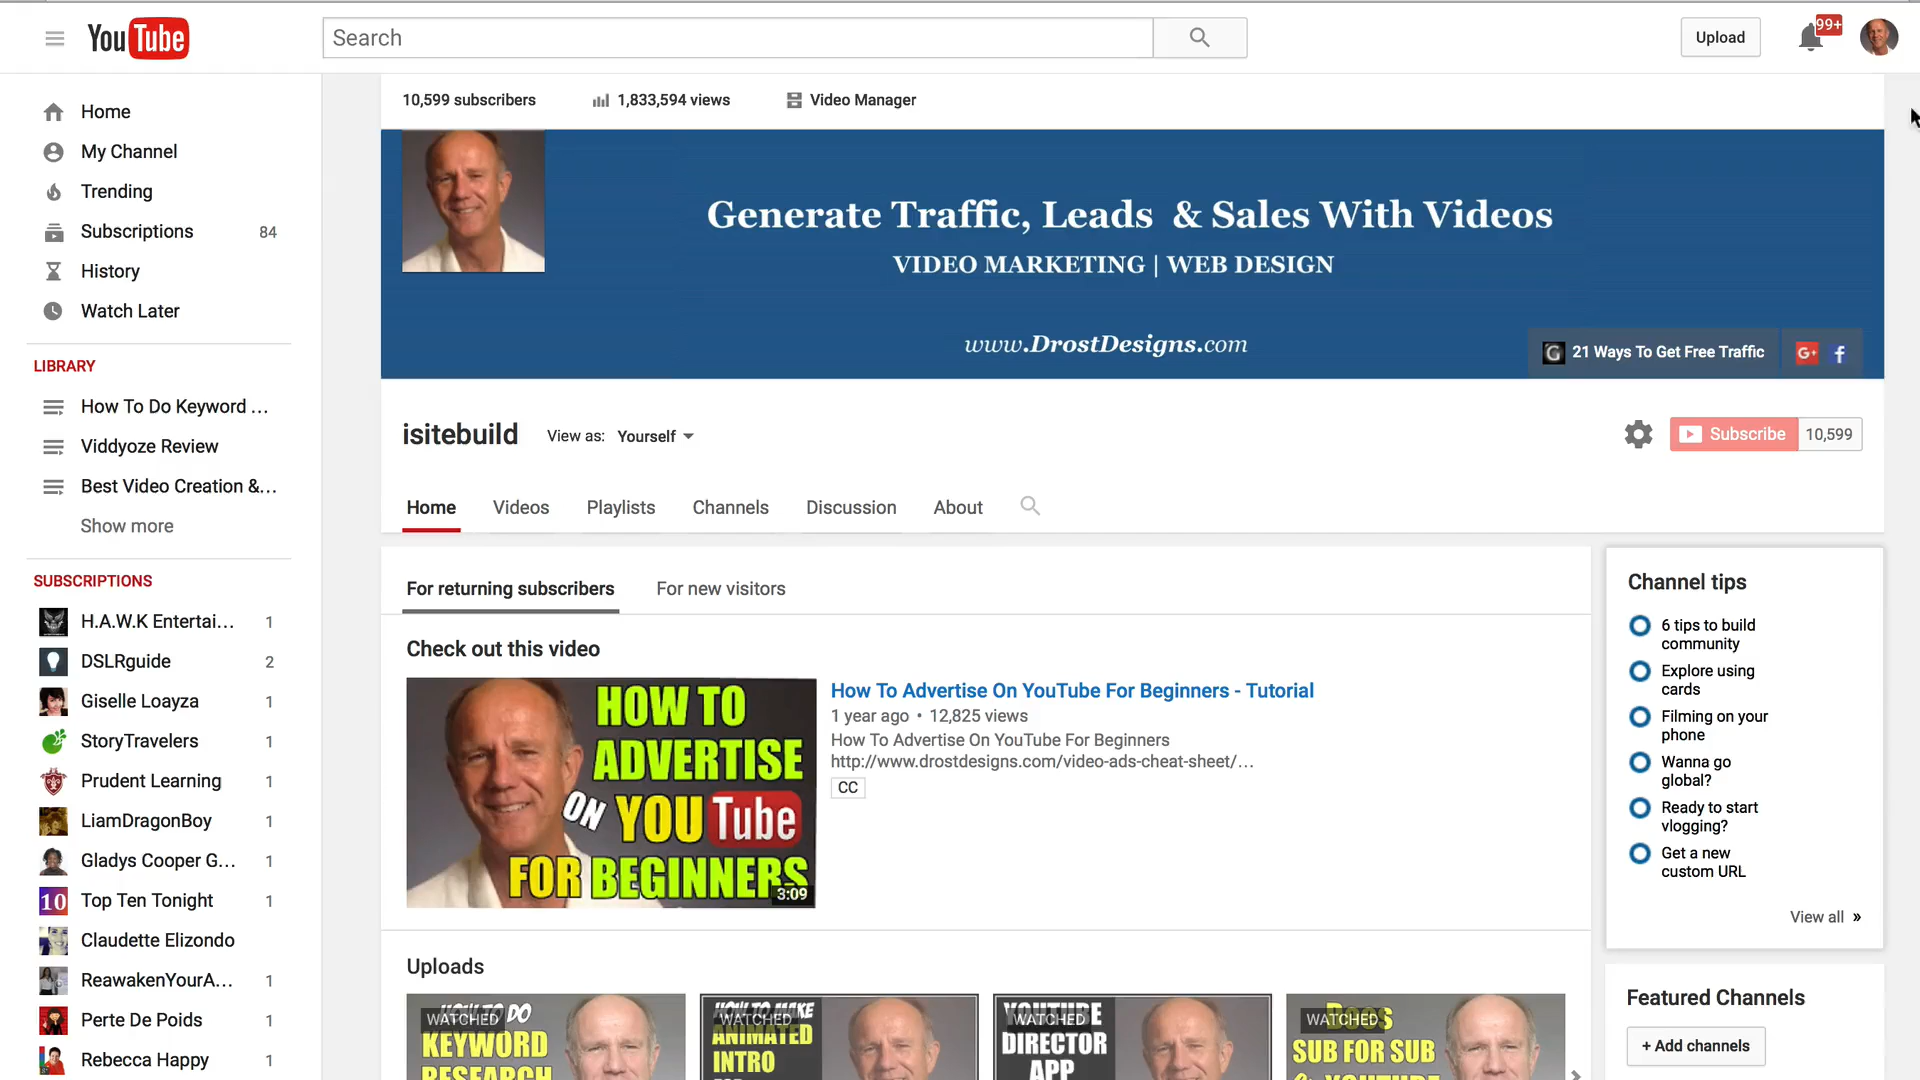 YouTube
Search
Upload
99+
Home
My Channel
Trending
Subscriptions 84
History
Watch Later
LIBRARY
How To Do Keyword ...
Viddyoze Review
Best Video Creation &...
Show more
SUBSCRIPTIONS
H.A.W.K Entertai... 1
DSLRguide 2
Giselle Loayza 1
StoryTravelers 1
Prudent Learning 1
LiamDragonBoy 1
Gladys Cooper G... 1
10 Top Ten Tonight 1
Claudette Elizondo
ReawakenYourA... 1
Perte De Poids 1
Rebecca Happy 1
10,599 subscribers 1,833,594 views Video Manager
Generate Traffic, Leads & Sales With Videos
VIDEO MARKETING | WEB DESIGN
www.DrostDesigns.com
G 21 Ways To Get Free Traffic G+ f
isitebuild View as: Yourself
Subscribe 10,599
Home Videos Playlists Channels Discussion About
For returning subscribers For new visitors
Check out this video
HOW TO
ADVERTISE
ON YOUTube
FOR BEGINNERS
3:09
How To Advertise On YouTube For Beginners - Tutorial
1 year ago • 12,825 views
How To Advertise On YouTube For Beginners
http://www.drostdesigns.com/video-ads-cheat-sheet/...
CC
Uploads
WATCHED
HOW TO DO
KEYWORD
RESEARCH
WATCHED
HOW TO MAKE
ANIMATED
INTRO
WATCHED
YOUTUBE
DIRECTOR
APP
WATCHED
DOES
SUB FOR SUB
Channel tips
6 tips to build
community
Explore using
cards
Filming on your
phone
Wanna go
global?
Ready to start
vlogging?
Get a new
custom URL
View all »
Featured Channels
+ Add channels